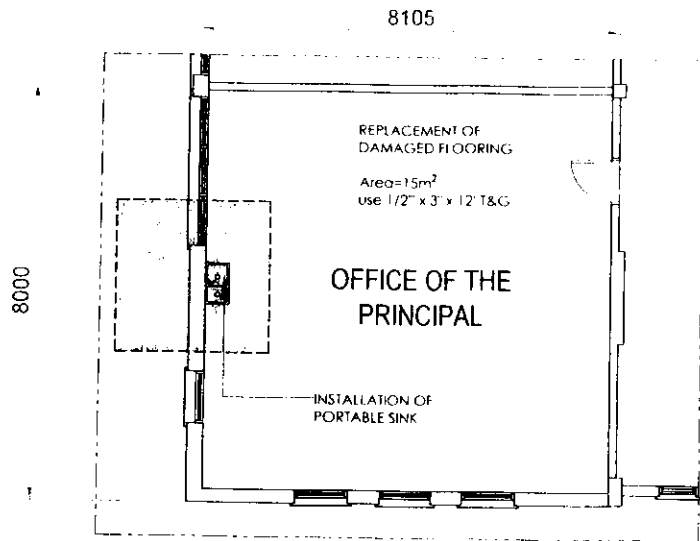 8105
REPLACEMENT OF
DAMAGED FLOORING
Area=15m²
use 1/2" x 3" x 12' T&G
8000
OFFICE OF THE
PRINCIPAL
INSTALLATION OF
PORTABLE SINK